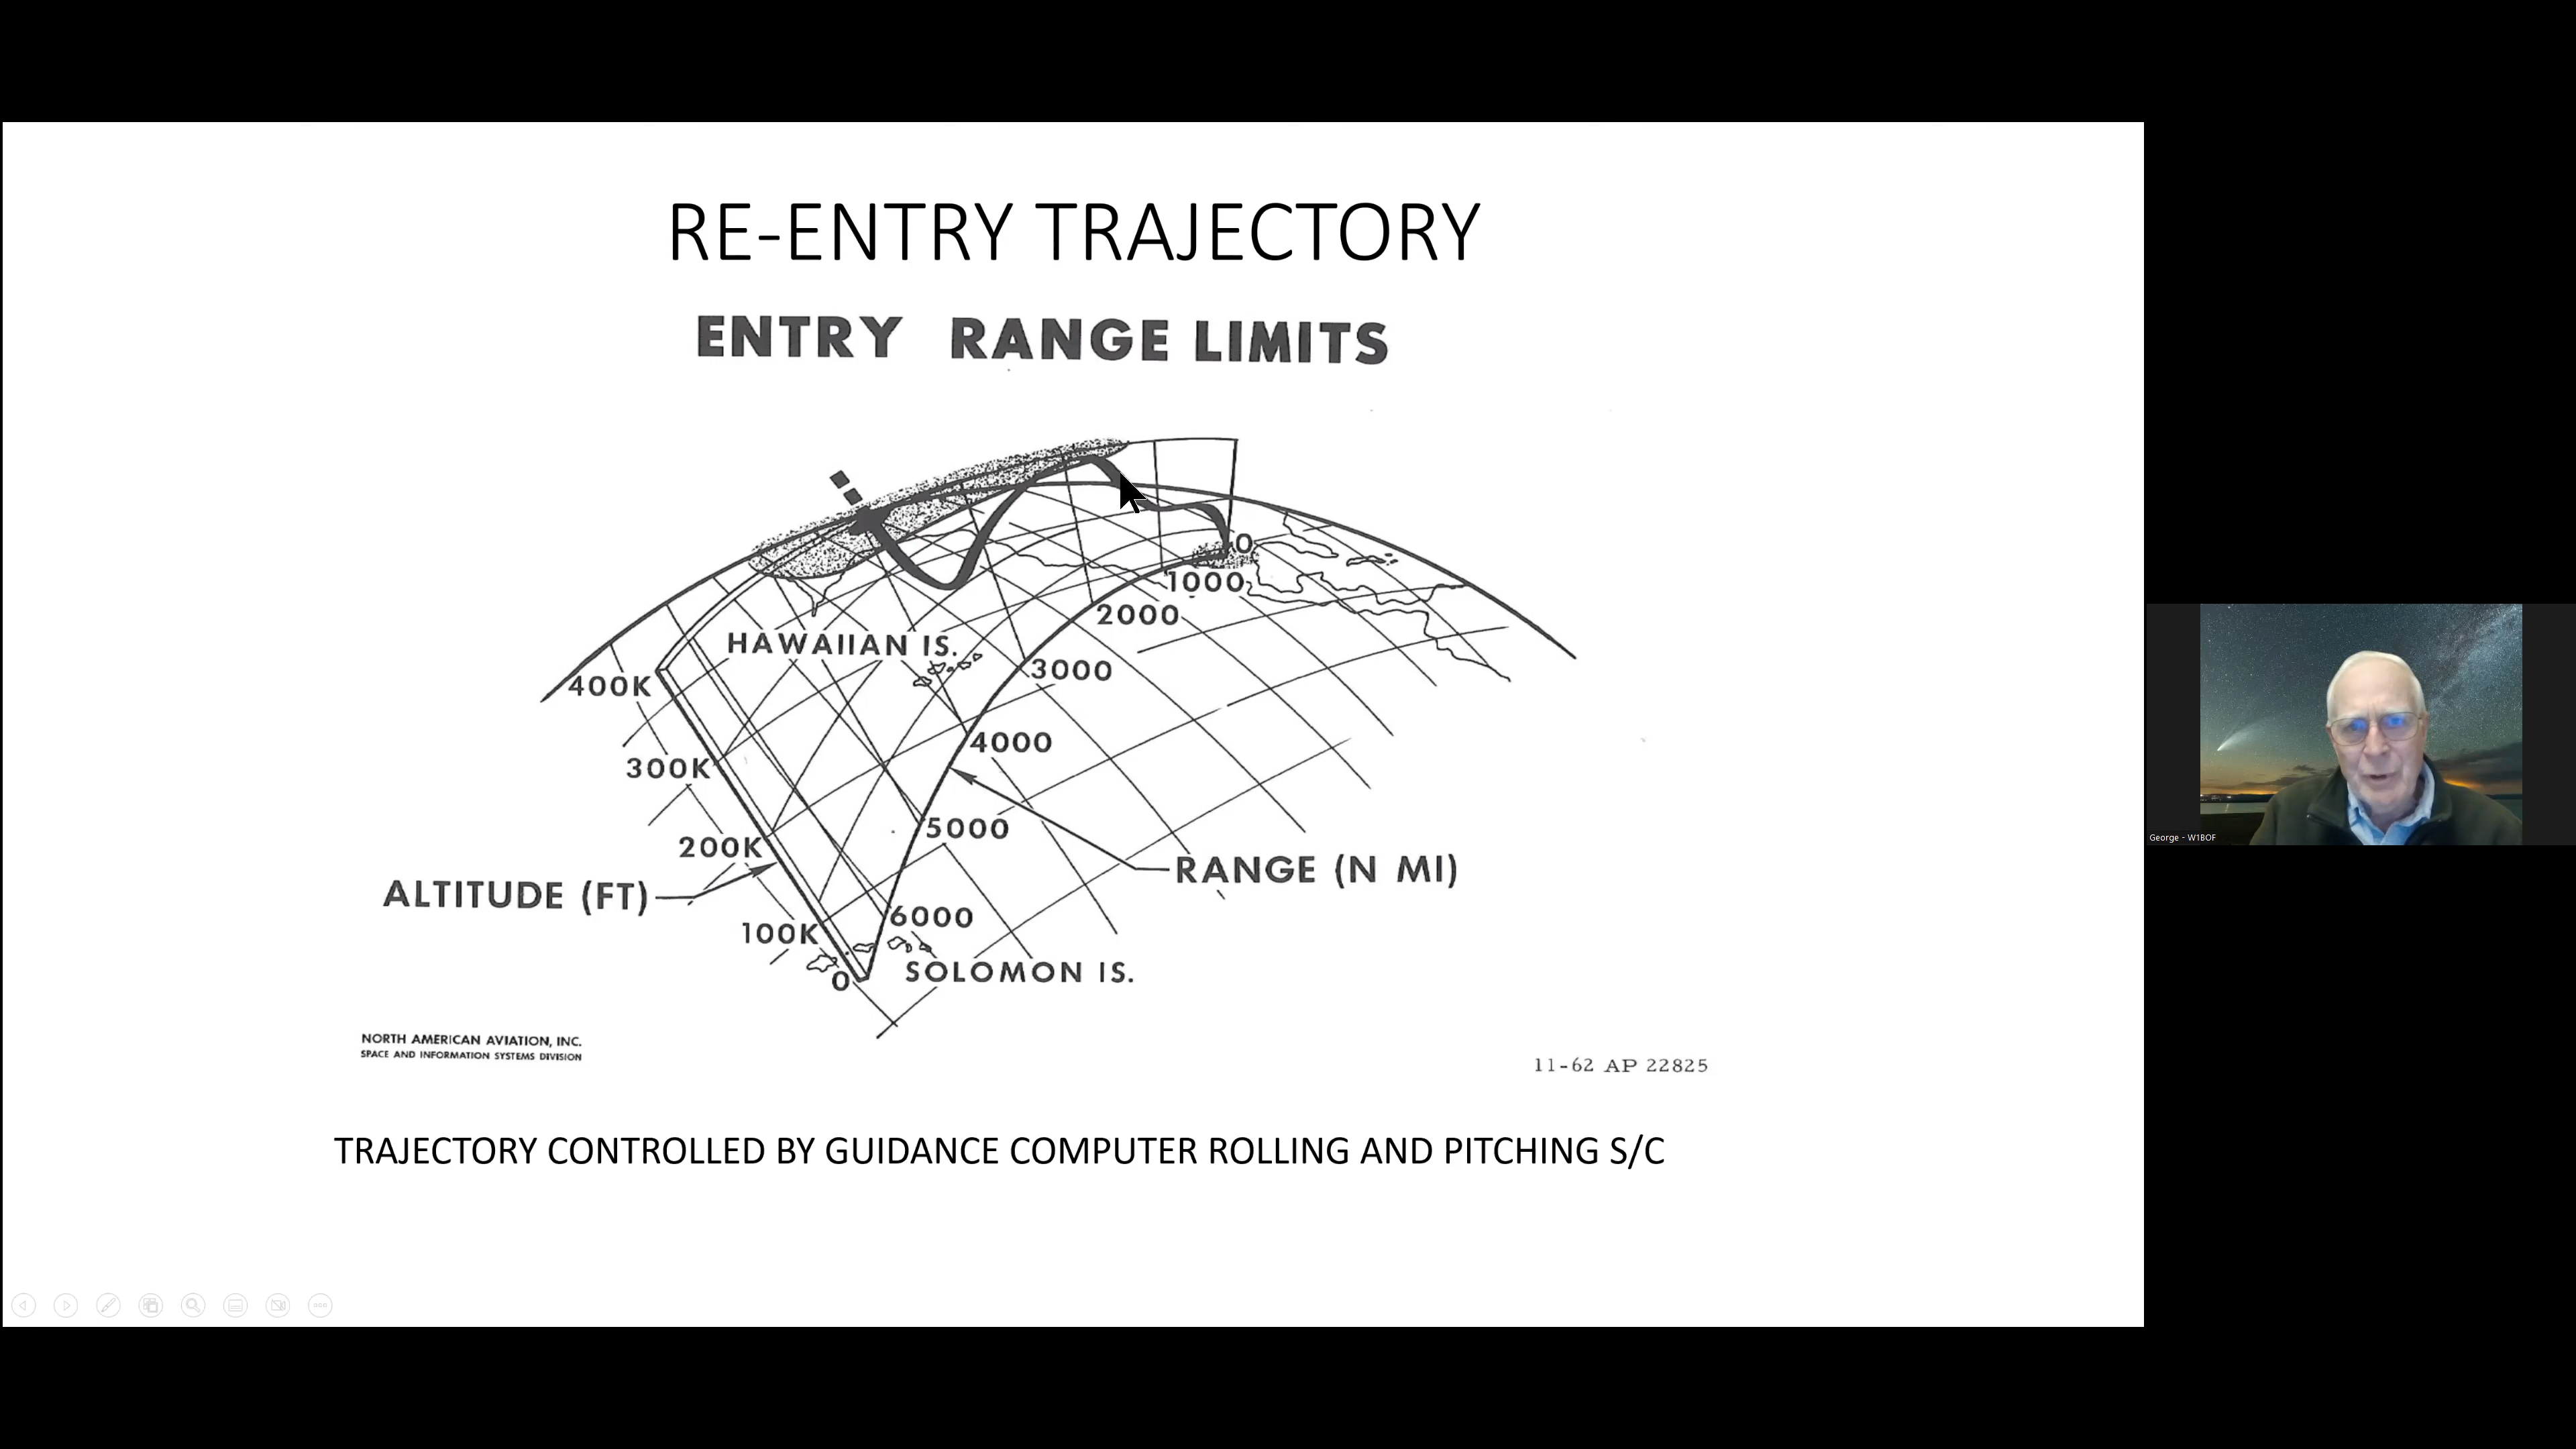 RE-ENTRY TRAJECTORY
ENTRY RANGE LIMITS
0
1000
2000
HAWAIIAN IS.
3000
400K
4000
300K
5000
200K
RANGE (N MI)
ALTITUDE (FT)
6000
100K
SOLOMON IS.
0
NORTH AMERICAN AVIATION, INC.
SPACE AND INFORMATION SYSTEMS DIVISION
11-62 AP 22825
TRAJECTORY CONTROLLED BY GUIDANCE COMPUTER ROLLING AND PITCHING S/C
George - W1BOF